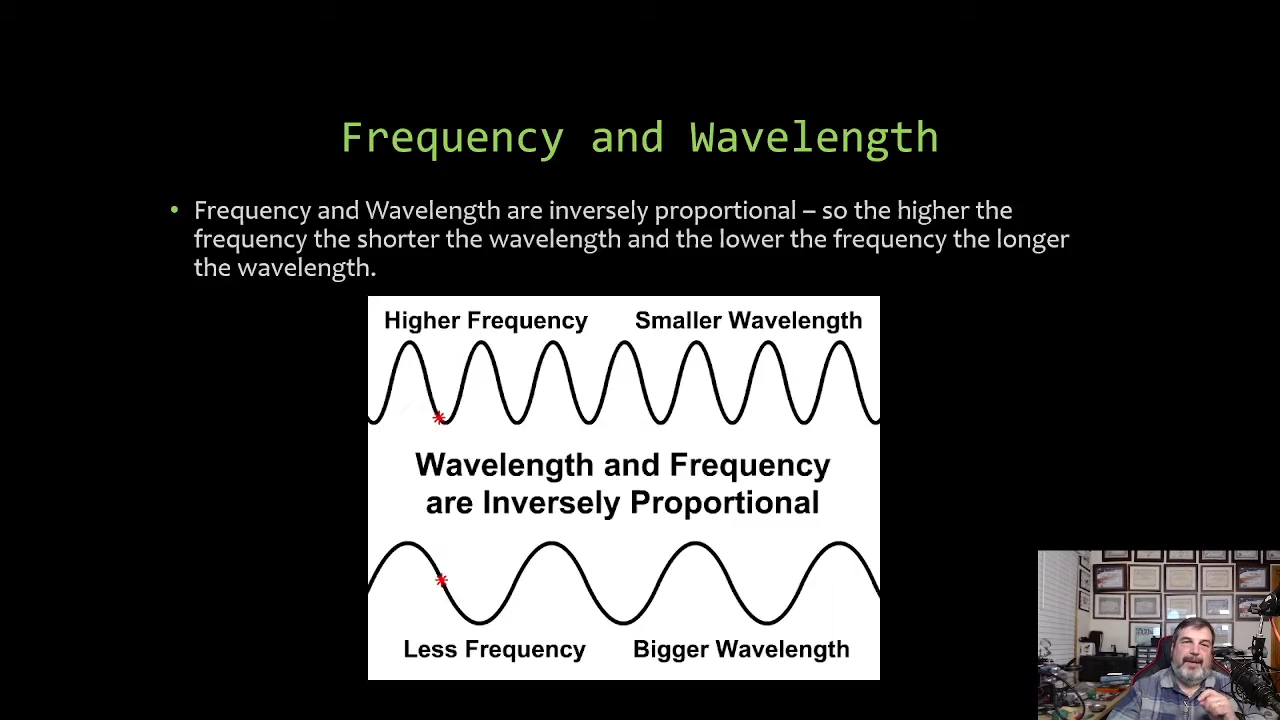 Frequency and Wavelength
• Frequency and Wavelength are inversely proportional – so the higher the
frequency the shorter the wavelength and the lower the frequency the longer
the wavelength.
Higher Frequency Smaller Wavelength
Wavelength and Frequency
are Inversely Proportional
Less Frequency Bigger Wavelength